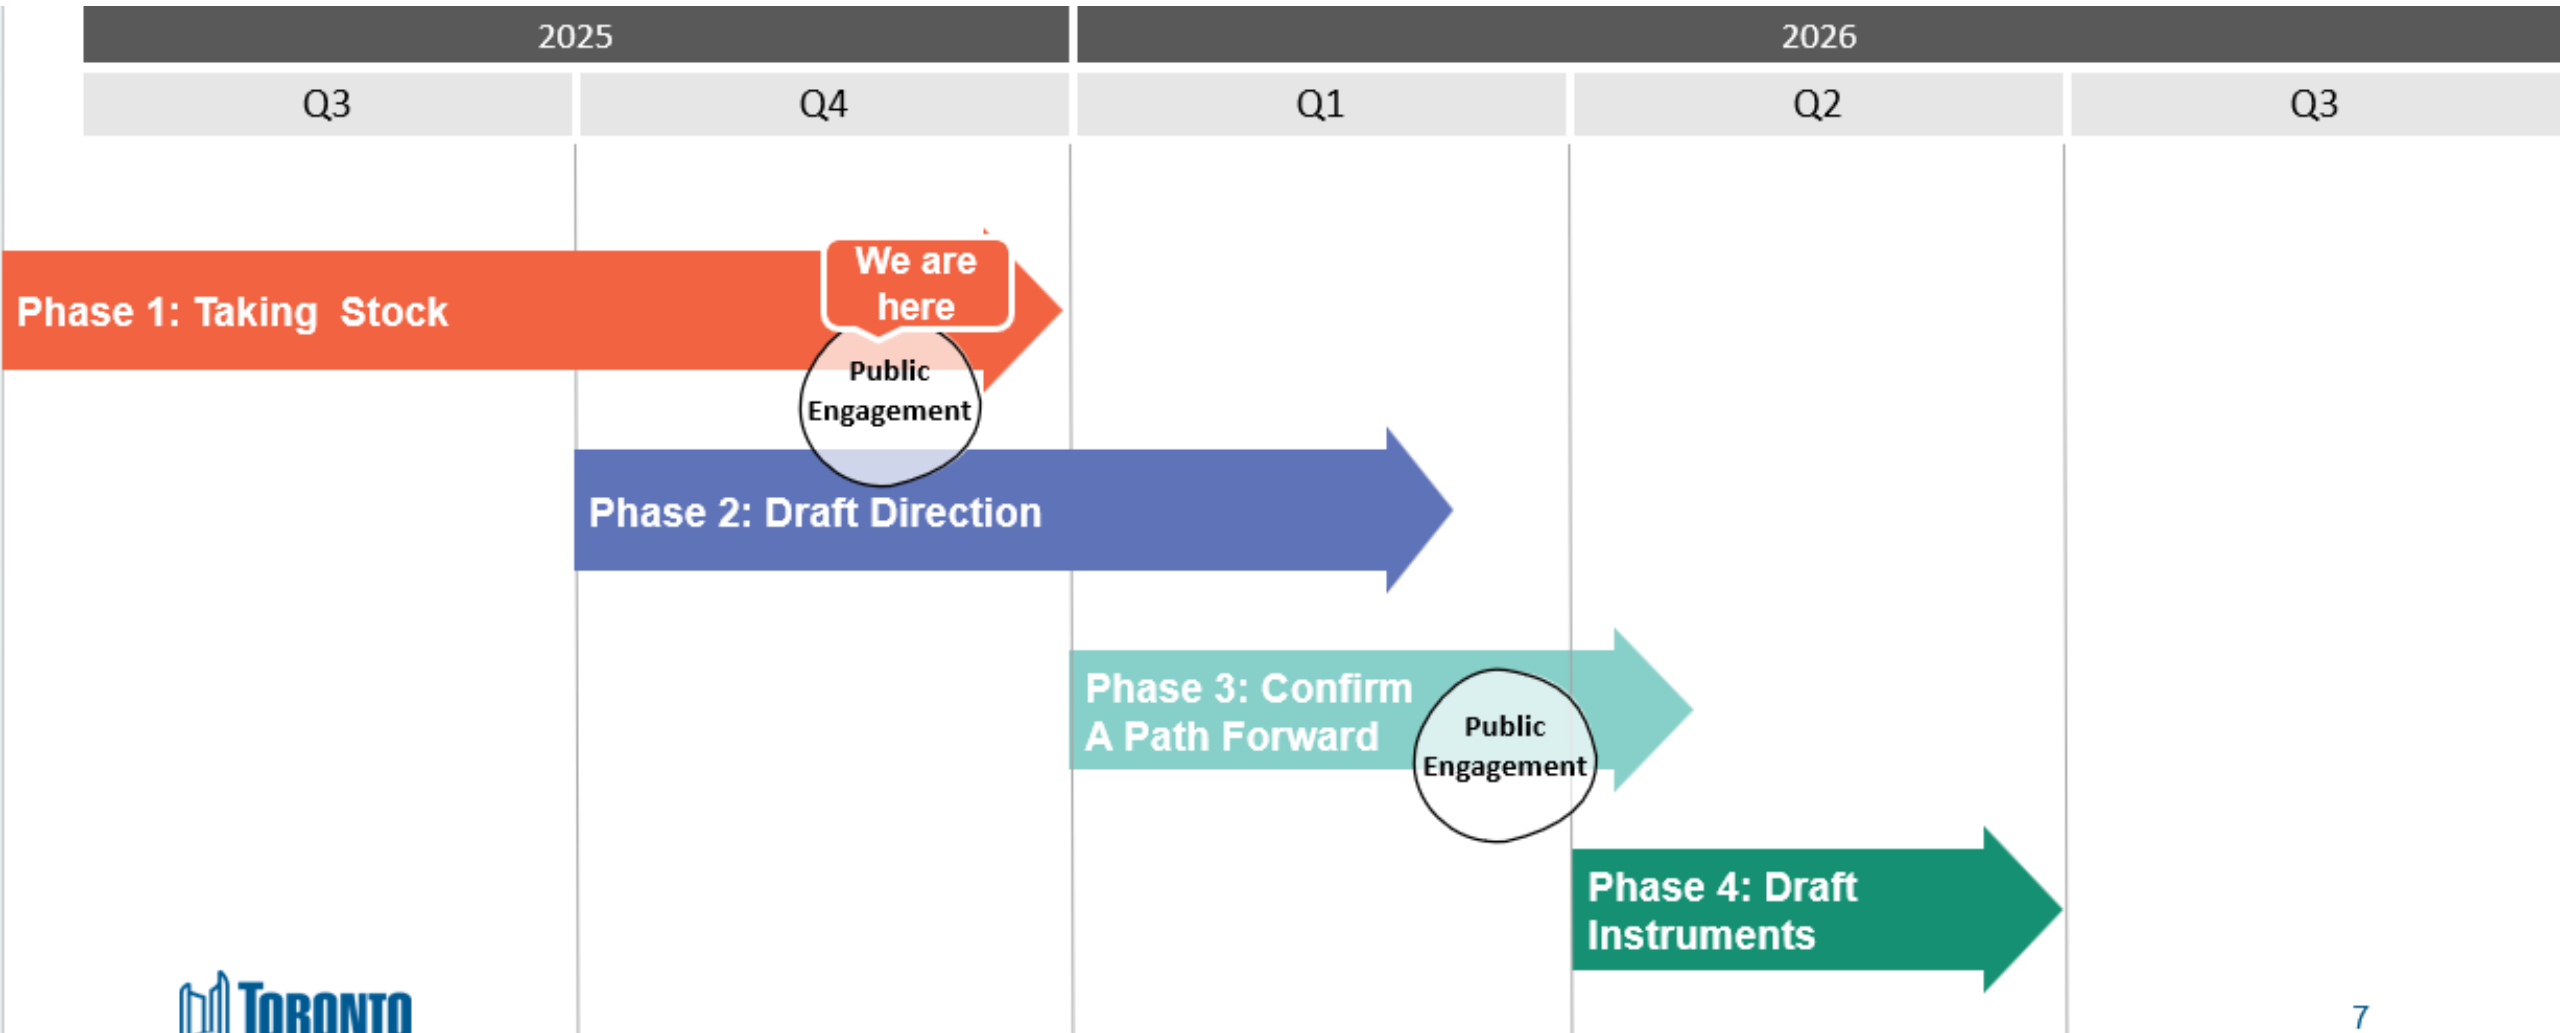 2025
2026
Q3
Q4
Q1
Q2
Q3
We are
here
Phase 1: Taking Stock
Public
Engagement
Phase 2: Draft Direction
Phase 3: Confirm
A Path Forward
Public
Engagement
Phase 4: Draft
Instruments
TORONTO
7